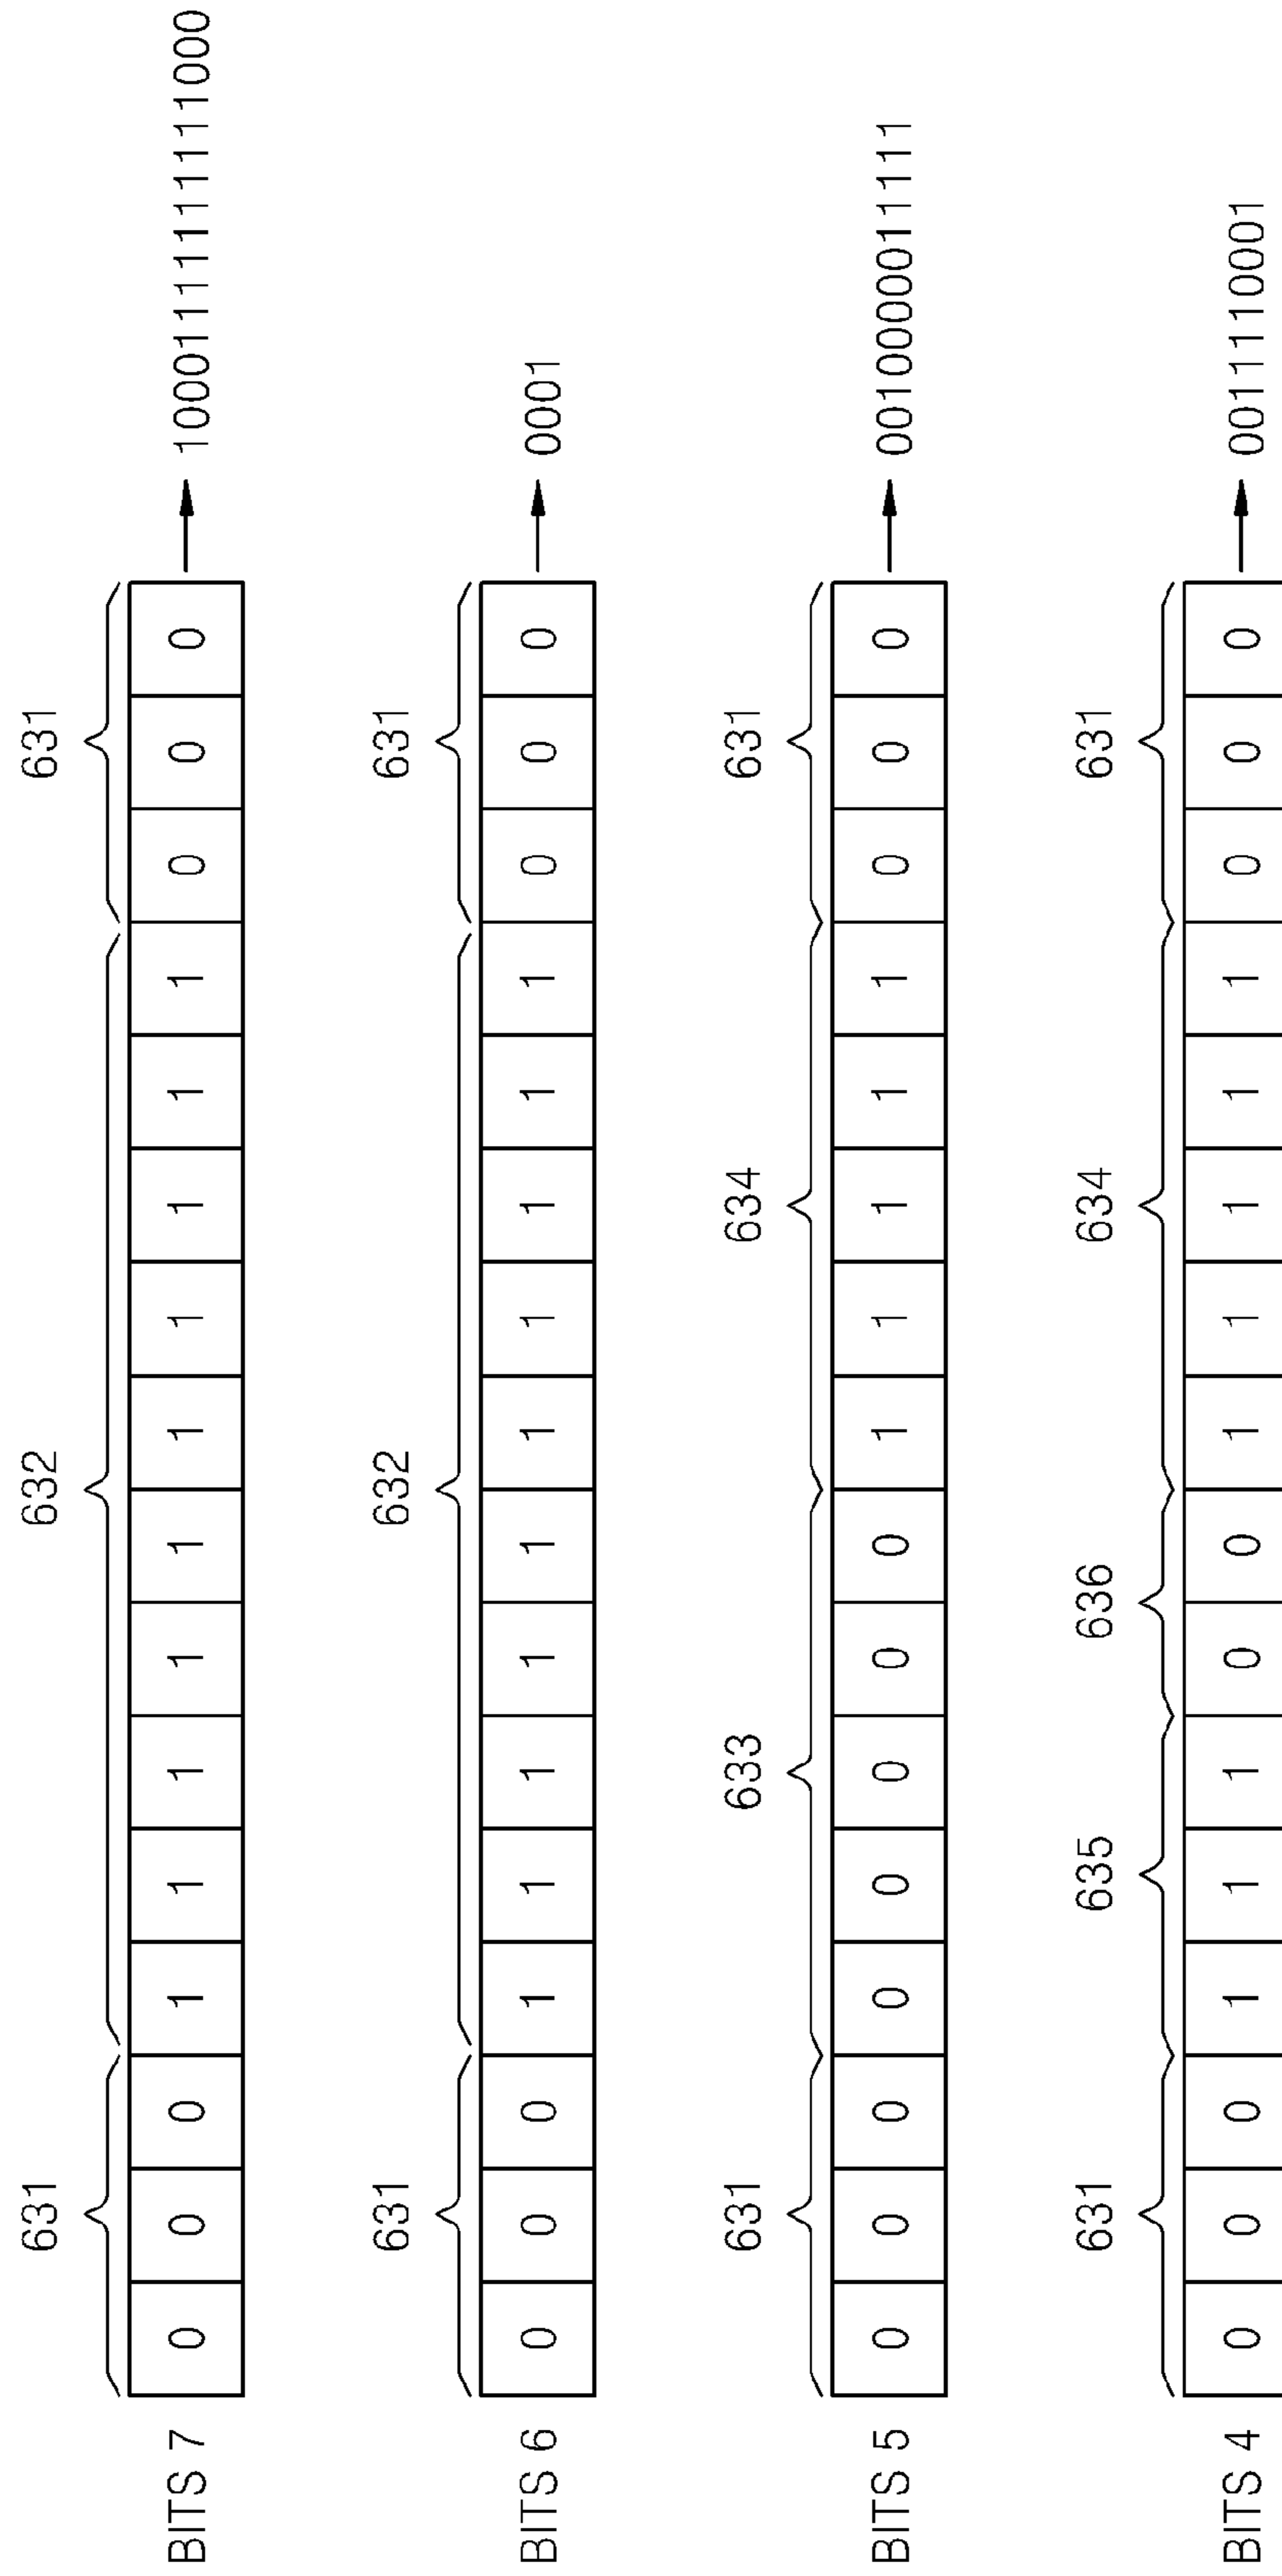 631 632 631
BITS 7 0 0 0 1 1 1 1 1 1 1 1 1 1 0 0 0 10001111111111000
631 632 631
BITS 6 0 0 0 1 1 1 1 1 1 1 1 1 1 0 0 0 0001
631 633 634 631
BITS 5 0 0 0 0 0 0 0 0 1 1 1 1 1 0 0 0 0010000011111
631 635 636 634 631
BITS 4 0 0 0 1 1 1 0 0 1 1 1 1 1 0 0 0 0011110001